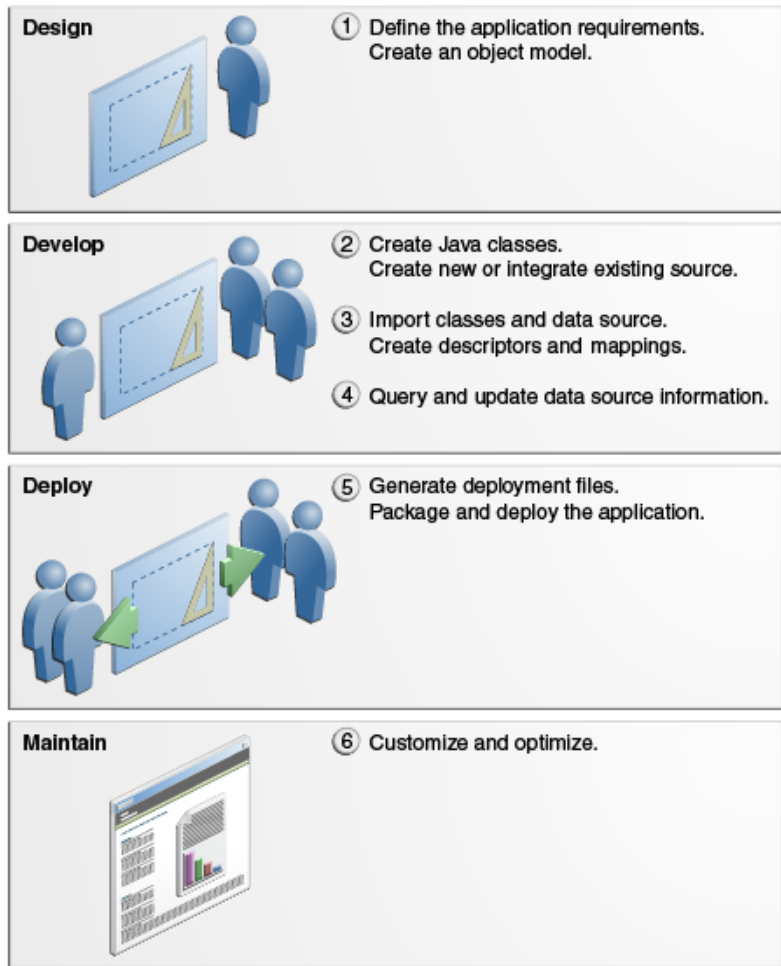 Design
1 Define the application requirements.
Create an object model.
Develop
2 Create Java classes.
Create new or integrate existing source.
3 Import classes and data source.
Create descriptors and mappings.
4 Query and update data source information.
Deploy
5 Generate deployment files.
Package and deploy the application.
Maintain
6 Customize and optimize.